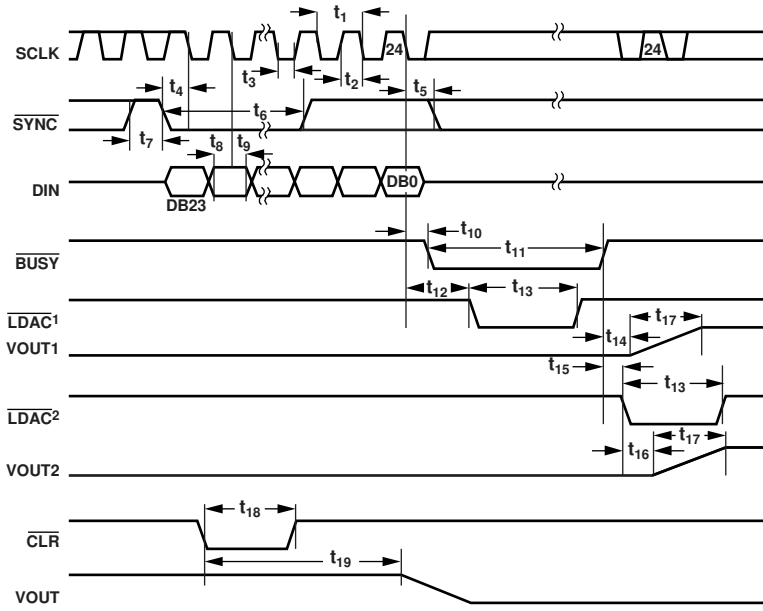 t1
SCLK
24
24
t3
t2
t4
SYNC
t6
t5
t7
t8
t9
DIN
DB23
DB0
t10
BUSY
t11
t12
t13
LDAC1
t17
VOUT1
t14
t15
t13
LDAC2
t17
VOUT2
t16
t18
CLR
t19
VOUT